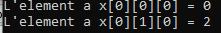 L'element a x[0][0][0] = 0
L'element a x[0][1][0] = 2